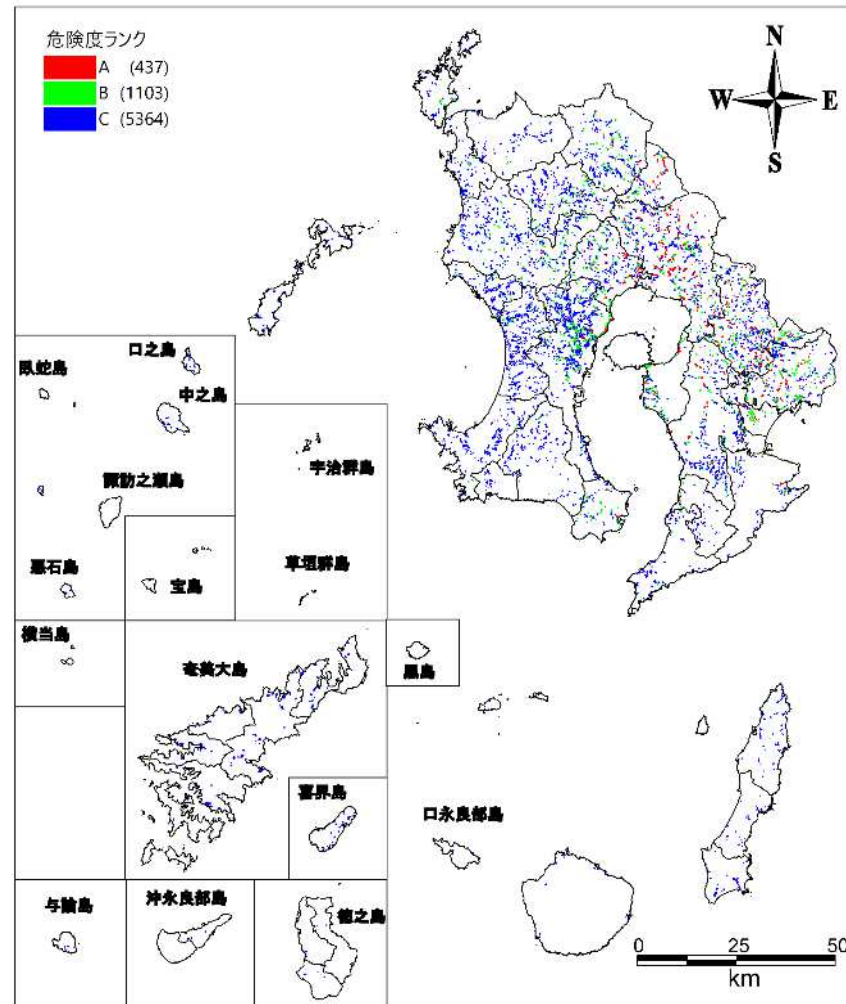 危険度ランク
A (437)
B (1103)
C (5364)
N
W E
S
口之島
臥蛇島
中之島
宇治群島
諏訪之瀬島
悪石島
宝島
草垣群島
横当島
奄美大島
黒島
喜界島
口永良部島
与論島
沖永良部島
徳之島
0 25 50
km